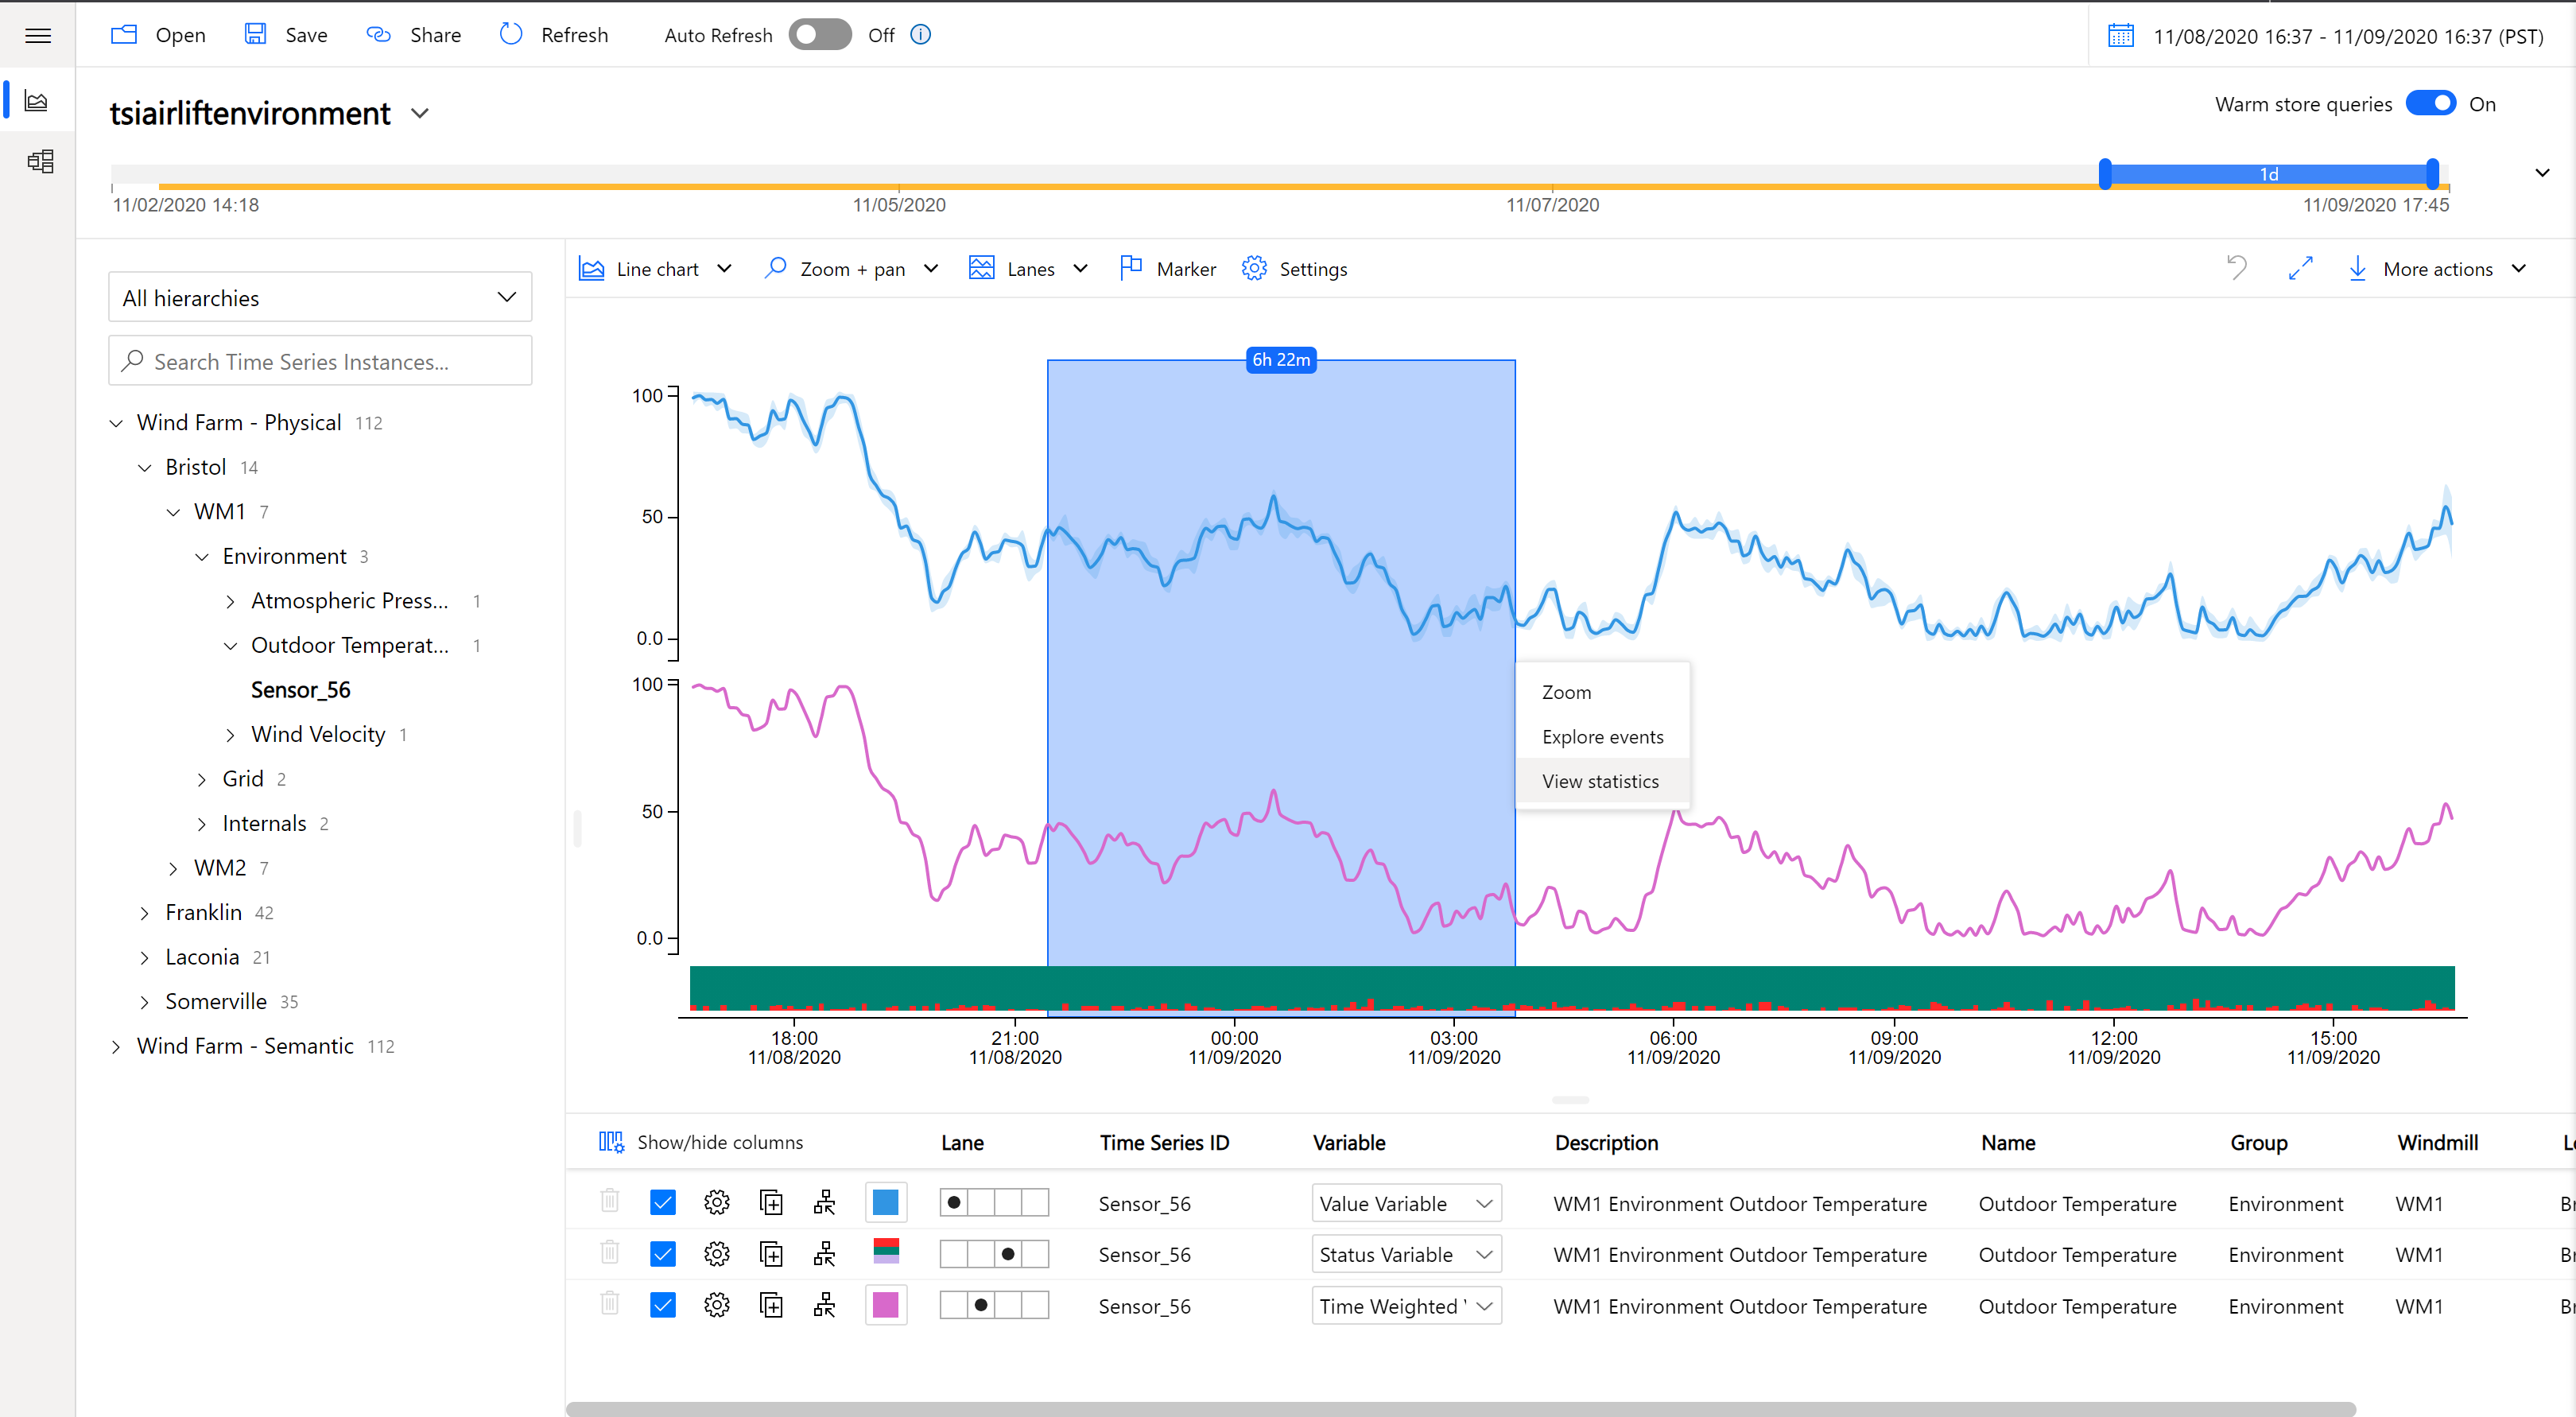 Open Save Share Refresh Auto Refresh Off 11/08/2020 16:37 - 11/09/2020 16:37 (PST)
tsiairliftenvironment Warm store queries On
1d
11/02/2020 14:18 11/05/2020 11/07/2020 11/09/2020 17:45
Line chart Zoom + pan Lanes Marker Settings More actions
All hierarchies
Search Time Series Instances...
Wind Farm - Physical 112
Bristol 14
WM1 7
Environment 3
Atmospheric Press... 1
Outdoor Temperat... 1
Sensor_56
Wind Velocity 1
Grid 2
Internals 2
WM2 7
Franklin 42
Laconia 21
Somerville 35
Wind Farm - Semantic 112
6h 22m
100
50
0.0
100
50
0.0
Zoom
Explore events
View statistics
18:00 21:00 00:00 03:00 06:00 09:00 12:00 15:00
11/08/2020 11/08/2020 11/09/2020 11/09/2020 11/09/2020 11/09/2020 11/09/2020 11/09/2020
Show/hide columns Lane Time Series ID Variable Description Name Group Windmill
Sensor_56 Value Variable WM1 Environment Outdoor Temperature Outdoor Temperature Environment WM1
Sensor_56 Status Variable WM1 Environment Outdoor Temperature Outdoor Temperature Environment WM1
Sensor_56 Time Weighted WM1 Environment Outdoor Temperature Outdoor Temperature Environment WM1